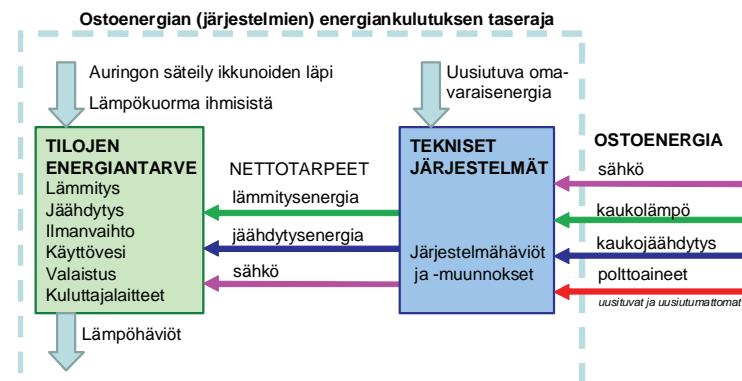 Ostoenergian (järjestelmien) energiankulutuksen taseraja
Auringon säteily ikkunoiden läpi
Lämpökuorma ihmisistä
Uusiutuva oma-
varaisenergia
TILOJEN
ENERGIANTARVE
Lämmitys
Jäähdytys
Ilmanvaihto
Käyttövesi
Valaistus
Kuluttajalaitteet
NETTOTARPEET
lämmitysenergia
jäähdytysenergia
sähkö
TEKNISET
JÄRJESTELMÄT
Järjestelmähäviöt
ja -muunnokset
OSTOENERGIA
sähkö
kaukolämpö
kaukojäähdytys
polttoaineet
uusituvat ja uusiutumattomat
Lämpöhäviöt